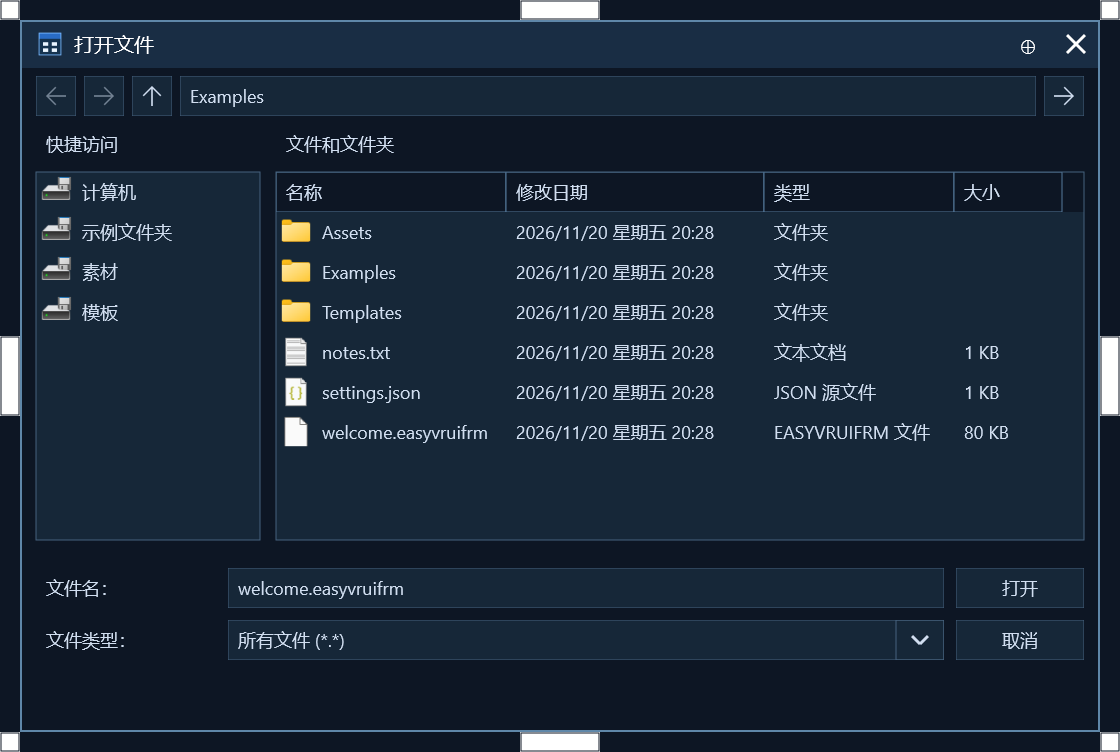 打开文件
Examples
快捷访问 文件和文件夹
计算机
示例文件夹
素材
模板
名称 修改日期 类型 大小
Assets 2026/11/20 星期五 20:28 文件夹
Examples 2026/11/20 星期五 20:28 文件夹
Templates 2026/11/20 星期五 20:28 文件夹
notes.txt 2026/11/20 星期五 20:28 文本文档 1 KB
settings.json 2026/11/20 星期五 20:28 JSON 源文件 1 KB
welcome.easyvruifrm 2026/11/20 星期五 20:28 EASYVRUIFRM 文件 80 KB
文件名: welcome.easyvruifrm 打开
文件类型: 所有文件 (*.*) 取消